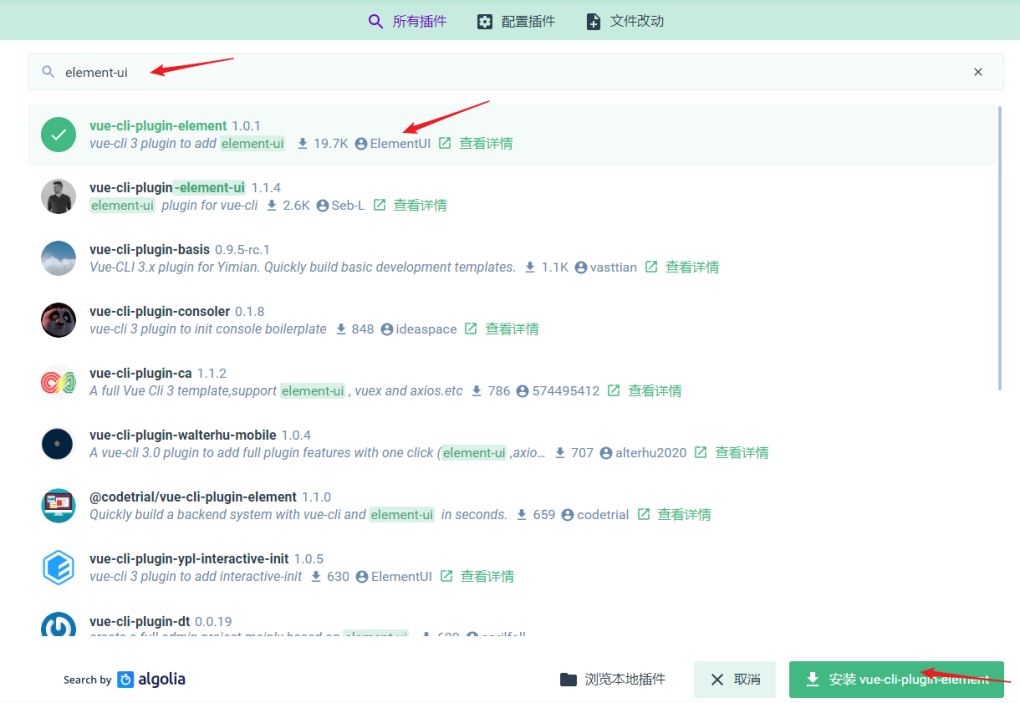 所有插件 配置插件 文件改动
element-ui
vue-cli-plugin-element 1.0.1
vue-cli 3 plugin to add element-ui 19.7K ElementUI 查看详情
vue-cli-plugin-element-ui 1.1.4
element-ui plugin for vue-cli 2.6K Seb-L 查看详情
vue-cli-plugin-basis 0.9.5-rc.1
Vue-CLI 3.x plugin for Yimian. Quickly build basic development templates. 1.1K vasttian 查看详情
vue-cli-plugin-consoler 0.1.8
vue-cli 3 plugin to init console boilerplate 848 ideaspace 查看详情
vue-cli-plugin-ca 1.1.2
A full Vue Cli 3 template,support element-ui , vuex and axios.etc 786 574495412 查看详情
vue-cli-plugin-walterhu-mobile 1.0.4
A vue-cli 3.0 plugin to add full plugin features with one click (element-ui ,axio... 707 alterhu2020 查看详情
@codetrial/vue-cli-plugin-element 1.1.0
Quickly build a backend system with vue-cli and element-ui in seconds. 659 codetrial 查看详情
vue-cli-plugin-ypl-interactive-init 1.0.5
vue-cli 3 plugin to add interactive-init 630 ElementUI 查看详情
vue-cli-plugin-dt 0.0.19
create a full admin project mainly based on element-ui
Search by algolia 浏览本地插件 取消 安装 vue-cli-plugin-element